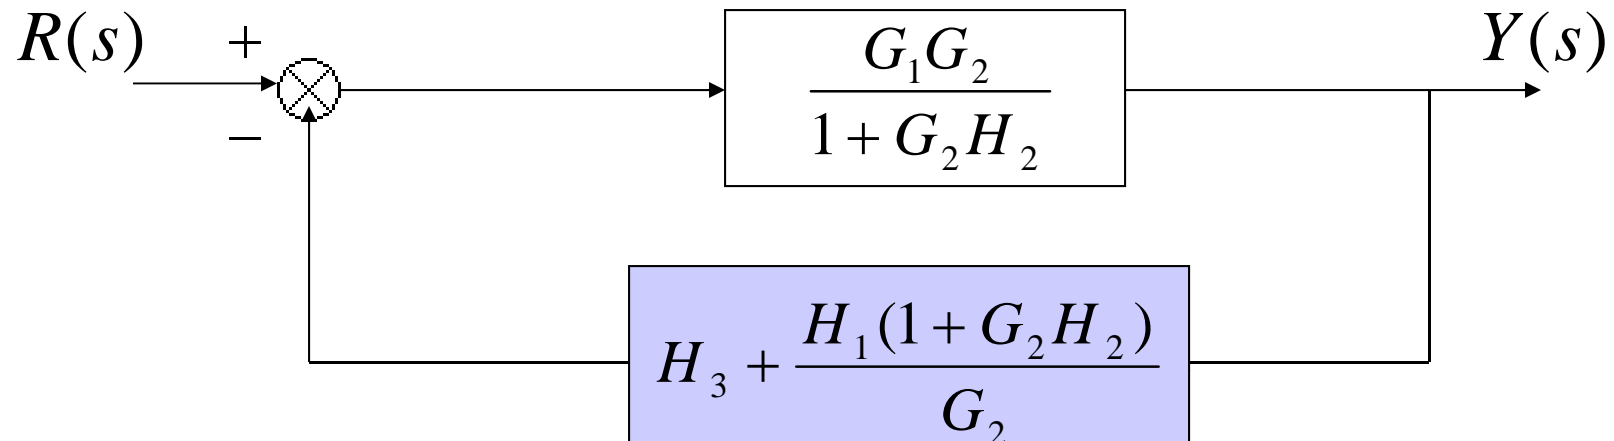 R(s) + Y(s)
G₁G₂
1 + G₂H₂
−
H₃ + H₁(1 + G₂H₂)
G₂